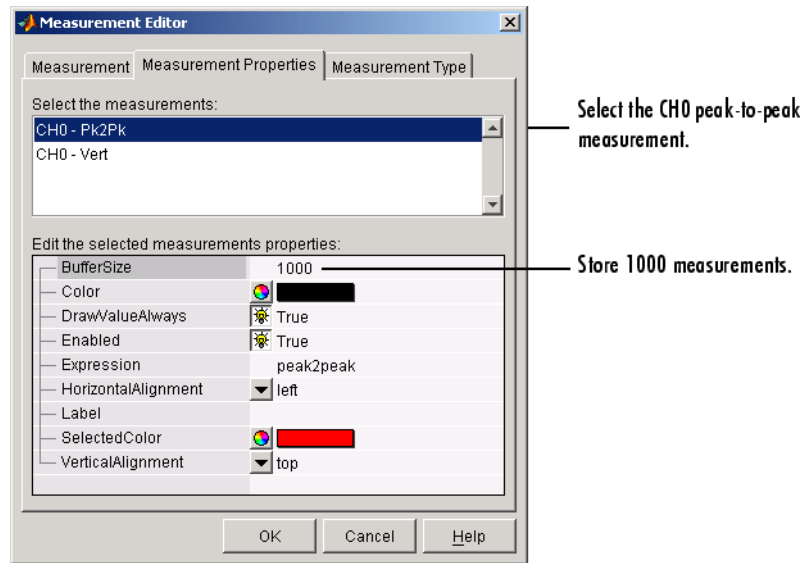 Measurement Editor
Measurement Measurement Properties Measurement Type
Select the measurements:
CH0 - Pk2Pk
CH0 - Vert
Select the CH0 peak-to-peak
measurement.
Edit the selected measurements properties:
BufferSize 1000
Store 1000 measurements.
Color
DrawValueAlways True
Enabled True
Expression peak2peak
HorizontalAlignment left
Label
SelectedColor
VerticalAlignment top
OK Cancel Help